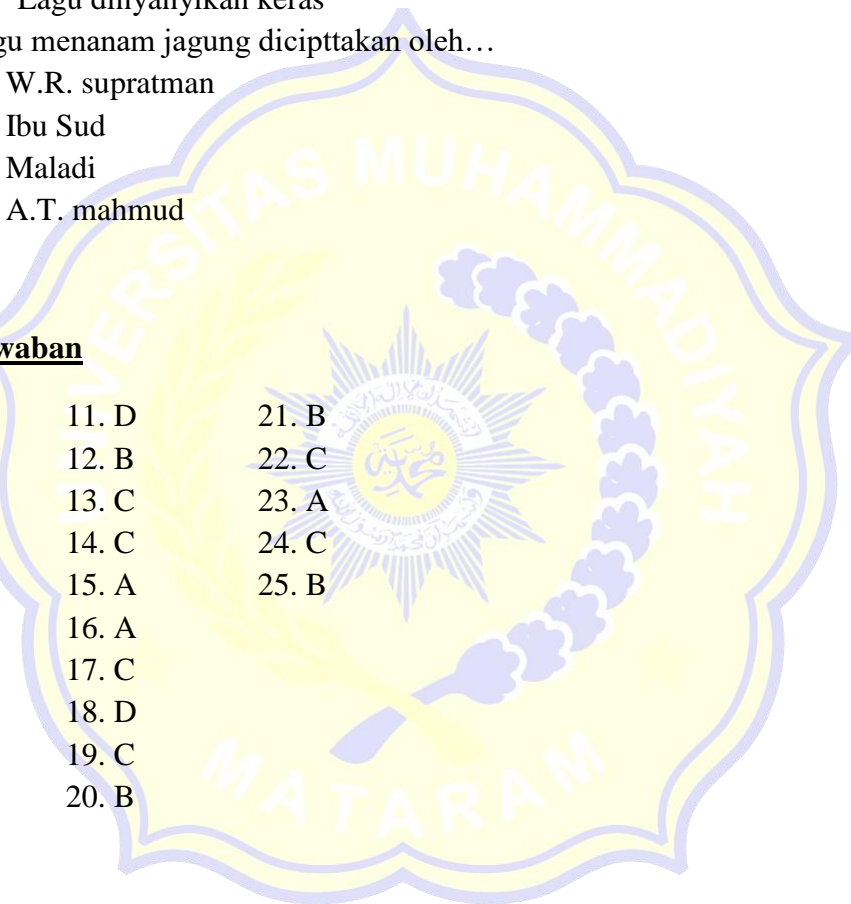 Lagu dinyanyikan keras
gu menanam jagung dicipttakan oleh…
W.R. supratman
Ibu Sud
Maladi
A.T. mahmud
waban
11. D 21. B
12. B 22. C
13. C 23. A
14. C 24. C
15. A 25. B
16. A
17. C
18. D
19. C
20. B
UNIVERSITAS MUHAMMADIYAH
MATARAM